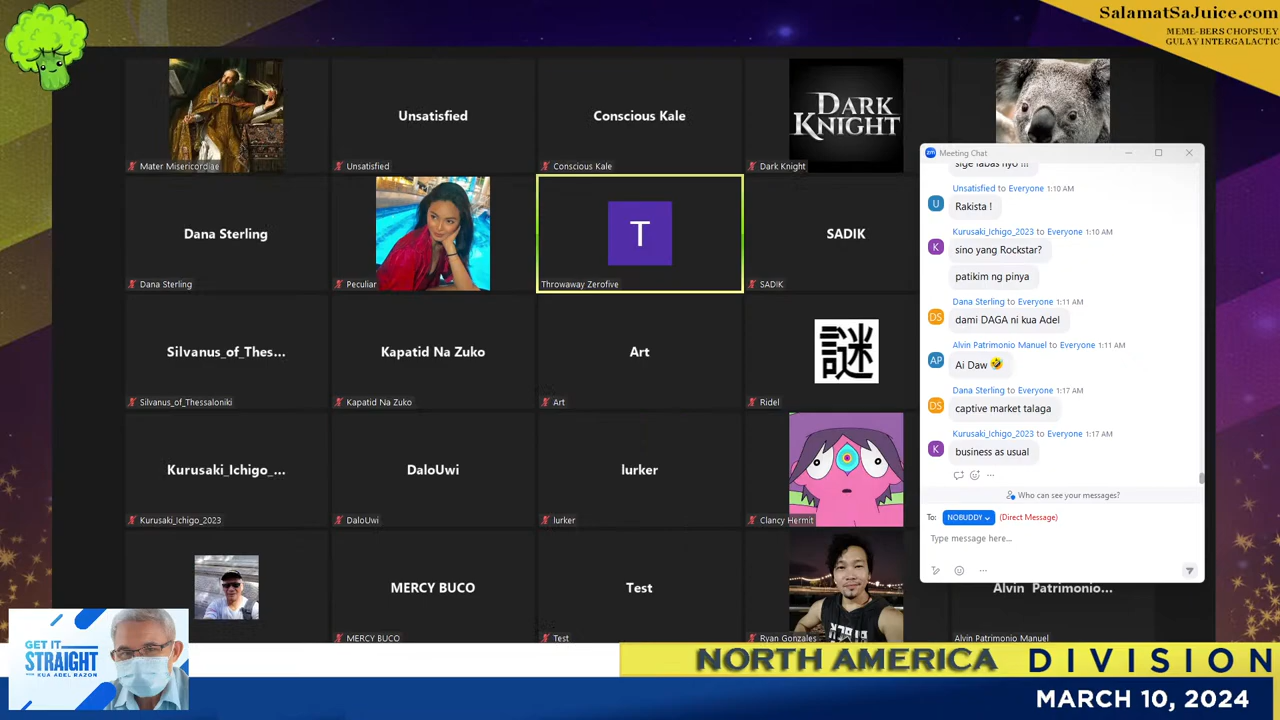 SalamatSaJuice.com
MEME-BERS CHOPSUEY
GULAY INTERGALACTIC
Mater Misericordiae
Unsatisfied
Unsatisfied
Conscious Kale
Conscious Kale
DARK
KNIGHT
Dark Knight
Dana Sterling
Dana Sterling
Peculiar
T
Throwaway Zerofive
SADIK
SADIK
Silvanus_of_Thes...
Silvanus_of_Thessaloniki
Kapatid Na Zuko
Kapatid Na Zuko
Art
Art
謎
Ridel
Kurusaki_Ichigo_...
Kurusaki_Ichigo_2023
DaloUwi
DaloUwi
lurker
lurker
Clancy Hermit
MERCY BUCO
MERCY BUCO
Test
Test
Ryan Gonzales
Alvin Patrimonio...
Alvin Patrimonio Manuel
zm Meeting Chat
sige labas nyo !!!
Unsatisfied to Everyone 1:10 AM
U Rakista !
Kurusaki_Ichigo_2023 to Everyone 1:10 AM
K sino yang Rockstar?
patikim ng pinya
Dana Sterling to Everyone 1:11 AM
DS dami DAGA ni kua Adel
Alvin Patrimonio Manuel to Everyone 1:11 AM
AP Ai Daw 🤣
Dana Sterling to Everyone 1:17 AM
DS captive market talaga
Kurusaki_Ichigo_2023 to Everyone 1:17 AM
K business as usual
Who can see your messages?
To: NOBUDDY (Direct Message)
Type message here...
GET IT
STRAIGHT
KUA ADEL RAZON
NORTH AMERICA DIVISION
MARCH 10, 2024